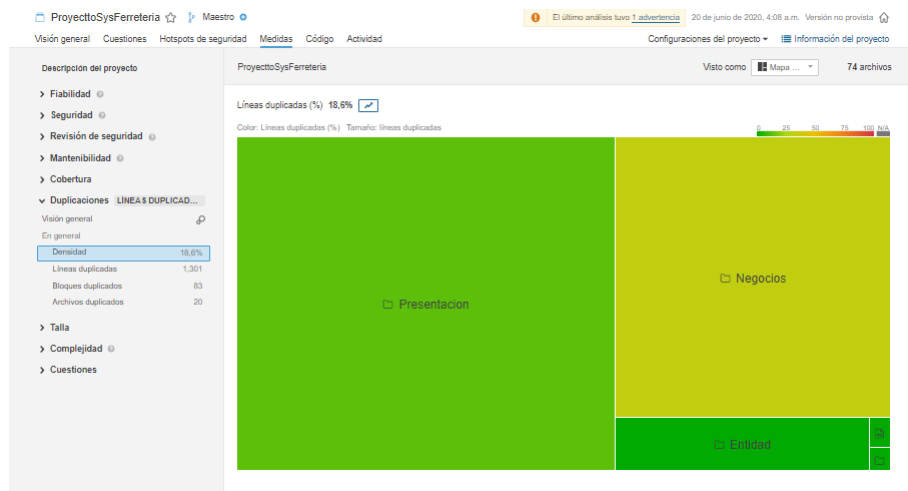 ProyecttoSysFerreteria Maestro
El último análisis tuvo 1 advertencia 20 de junio de 2020, 4:08 a.m. Versión no provista
Visión general Cuestiones Hotspots de seguridad Medidas Código Actividad
Configuraciones del proyecto Información del proyecto
Descripción del proyecto
ProyecttoSysFerreteria
Visto como Mapa ... 74 archivos
Fiabilidad
Seguridad
Revisión de seguridad
Mantenibilidad
Cobertura
Duplicaciones LÍNEAS DUPLICAD...
Visión general
En general
Densidad 18,6%
Líneas duplicadas 1,301
Bloques duplicados 83
Archivos duplicados 20
Talla
Complejidad
Cuestiones
Líneas duplicadas (%) 18,6%
Color: Líneas duplicadas (%) Tamaño: líneas duplicadas
0 25 50 75 100 N/A
Presentacion
Negocios
Entidad